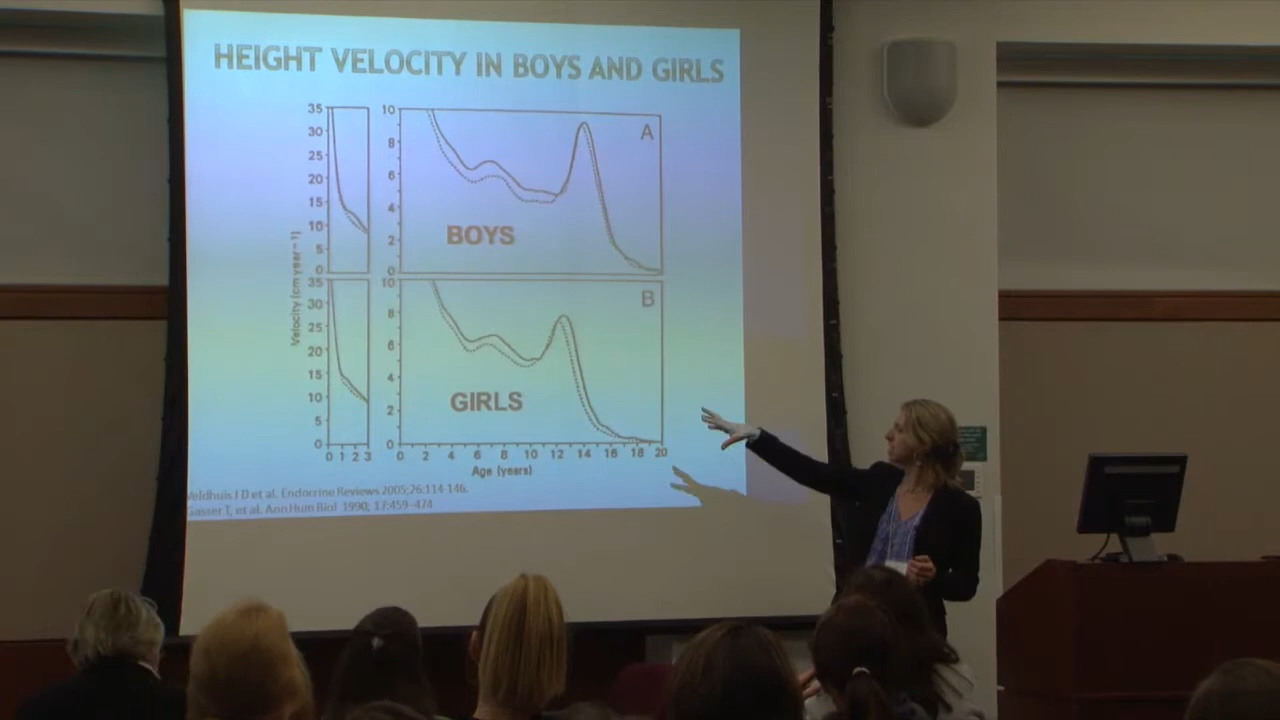 HEIGHT VELOCITY IN BOYS AND GIRLS
35 10 A
30
25 8
20 6
15
10 4
5 2
0 0
BOYS
Velocity (cm year−1)
35 10 B
30
25 8
20 6
15
10 4
5 2
0 0
GIRLS
0 1 2 3 0 2 4 6 8 10 12 14 16 18 20
Age (years)
Veldhuis J D et al. Endocrine Reviews 2005;26:114-146.
Gasser T, et al. Ann Hum Biol 1990; 17:459-474